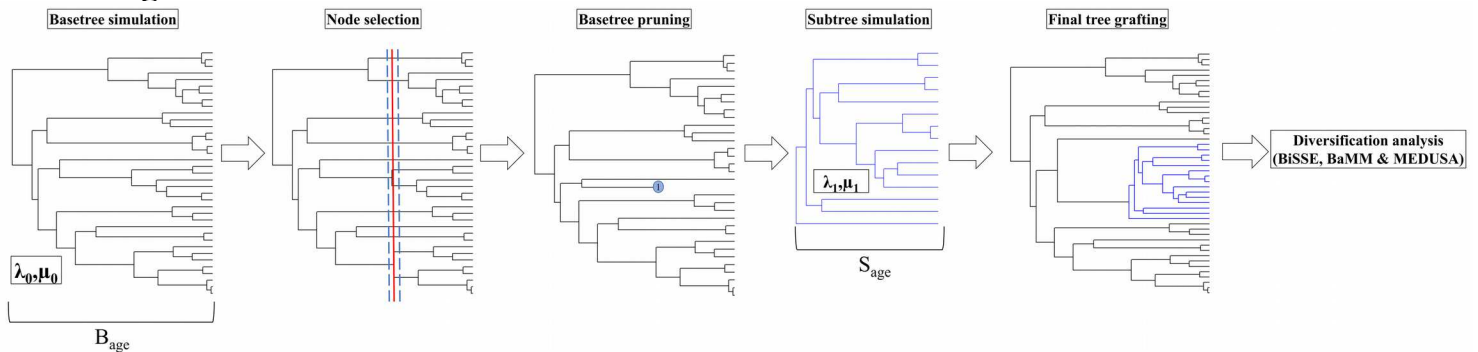 Basetree simulation
Node selection
Basetree pruning
Subtree simulation
Final tree grafting
Diversification analysis
(BiSSE, BaMM & MEDUSA)
1
λ₁,μ₁
λ₀,μ₀
Sage
Bage